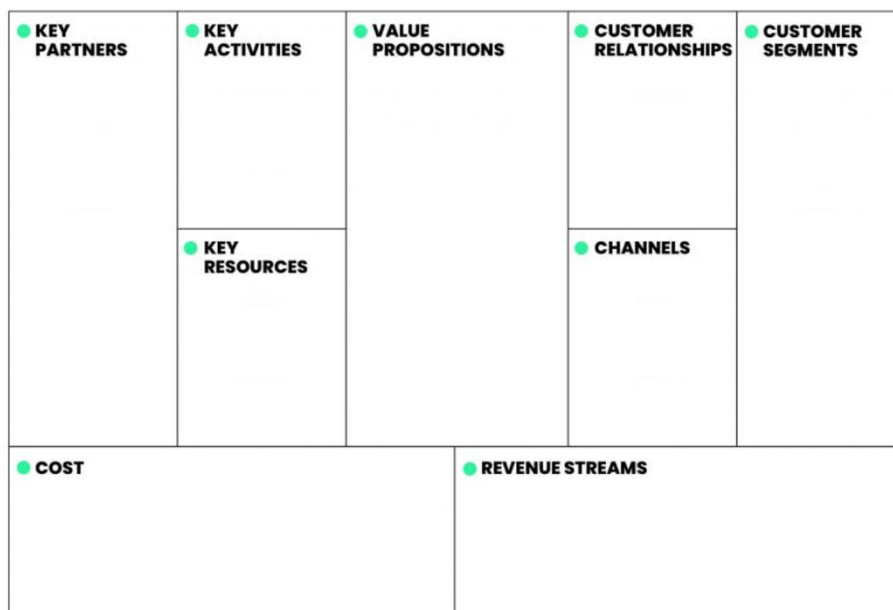 KEY
PARTNERS
KEY
ACTIVITIES
KEY
RESOURCES
VALUE
PROPOSITIONS
CUSTOMER
RELATIONSHIPS
CHANNELS
CUSTOMER
SEGMENTS
COST
REVENUE STREAMS